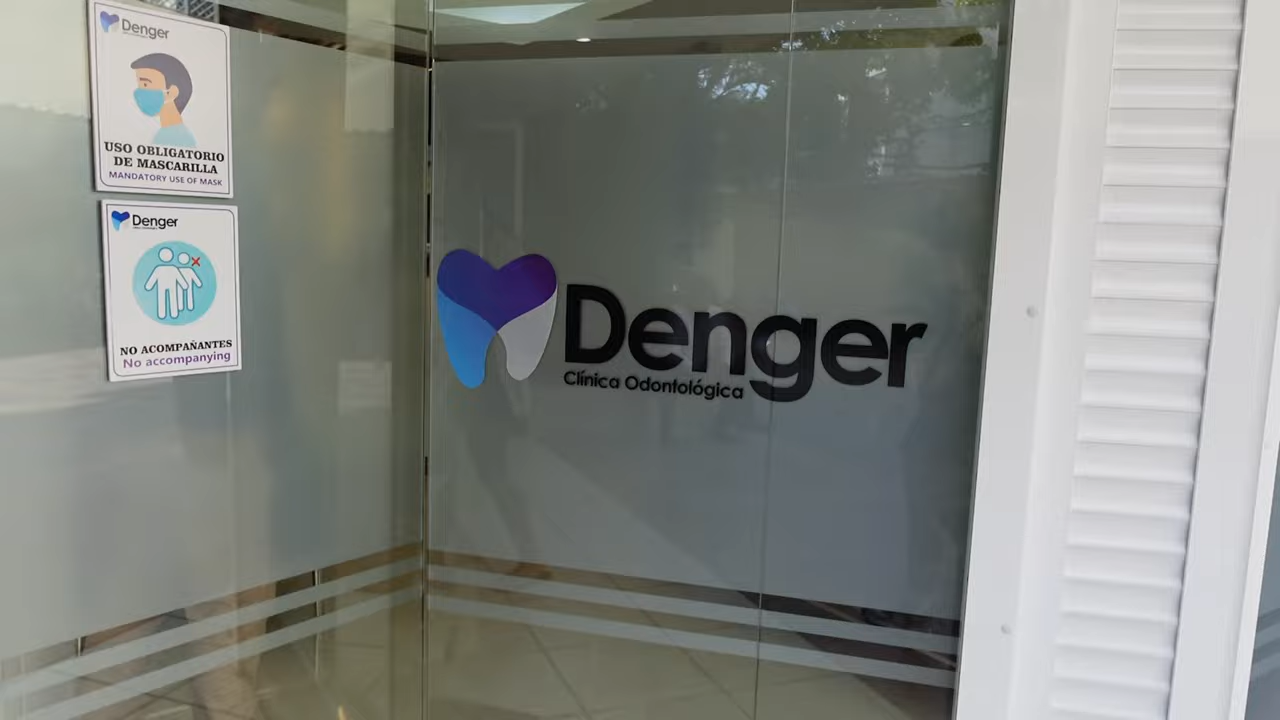 Denger
USO OBLIGATORIO
DE MASCARILLA
MANDATORY USE OF MASK
Denger
NO ACOMPAÑANTES
No accompanying
Denger
Clínica Odontológica